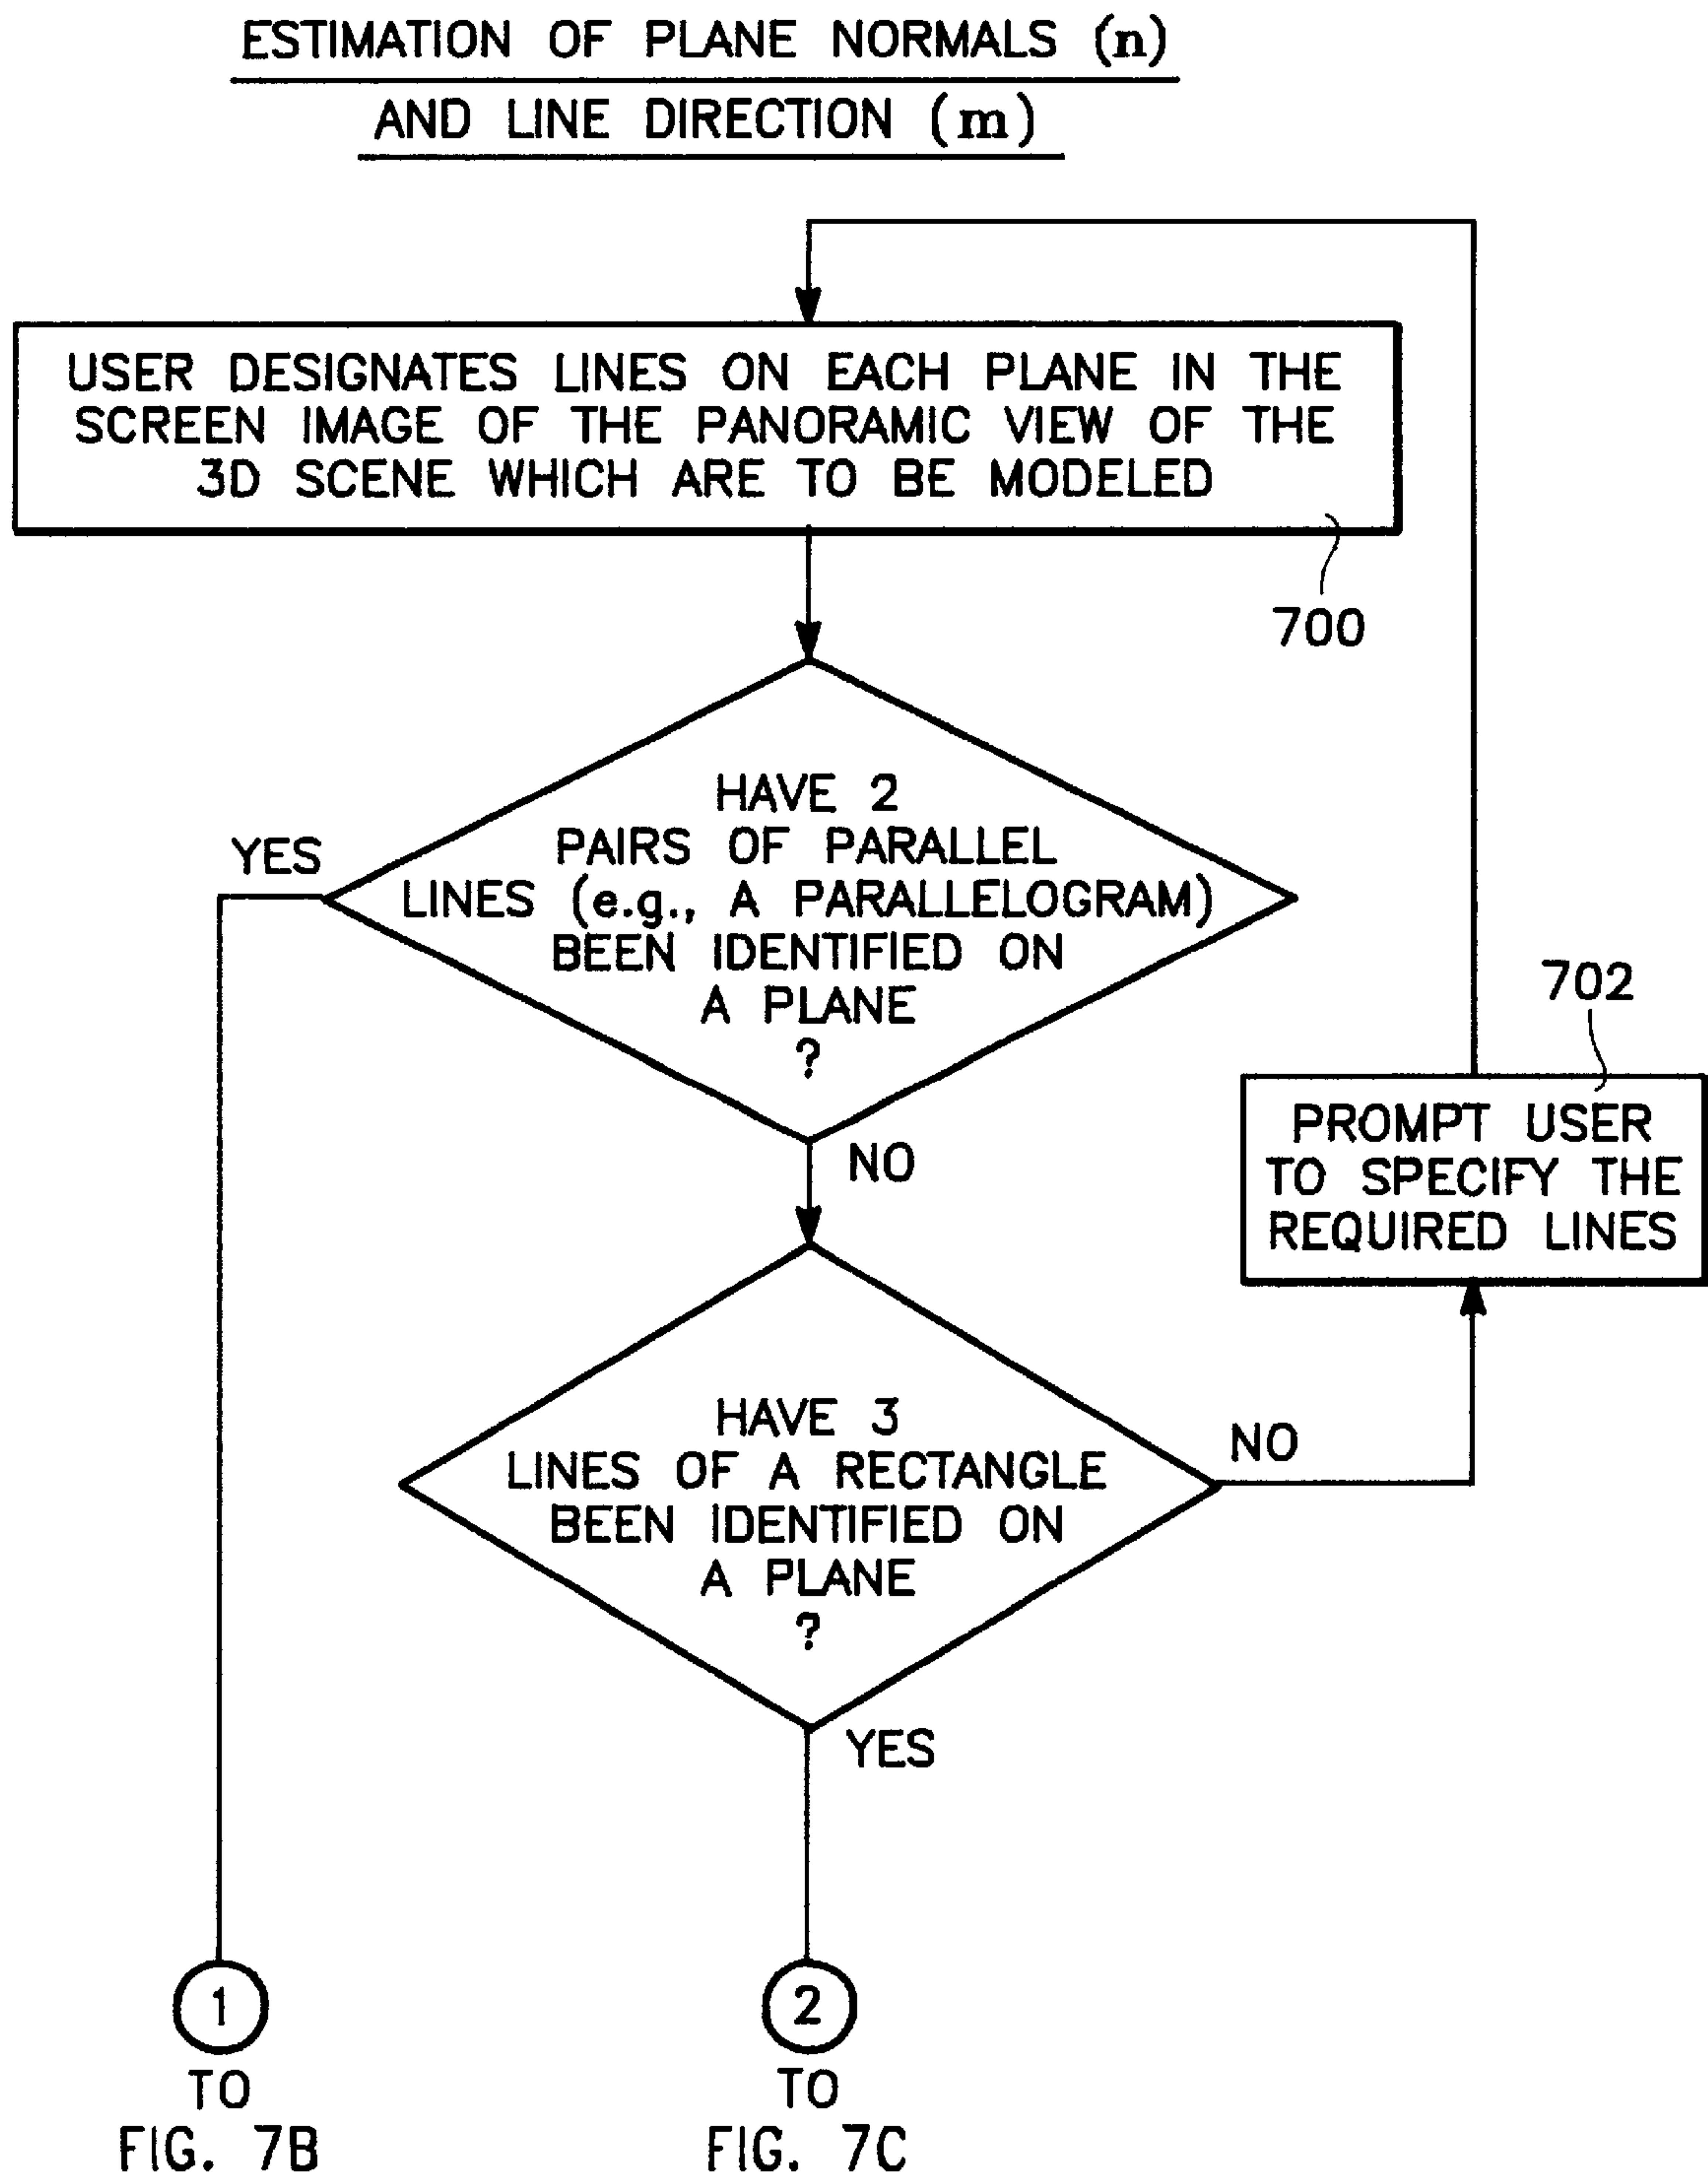 ESTIMATION OF PLANE NORMALS (n)
AND LINE DIRECTION (m)
USER DESIGNATES LINES ON EACH PLANE IN THE
SCREEN IMAGE OF THE PANORAMIC VIEW OF THE
3D SCENE WHICH ARE TO BE MODELED
700
HAVE 2
PAIRS OF PARALLEL
LINES (e.g., A PARALLELOGRAM)
BEEN IDENTIFIED ON
A PLANE
?
YES
NO
702
PROMPT USER
TO SPECIFY THE
REQUIRED LINES
HAVE 3
LINES OF A RECTANGLE
BEEN IDENTIFIED ON
A PLANE
?
NO
YES
1
TO
FIG. 7B
2
TO
FIG. 7C